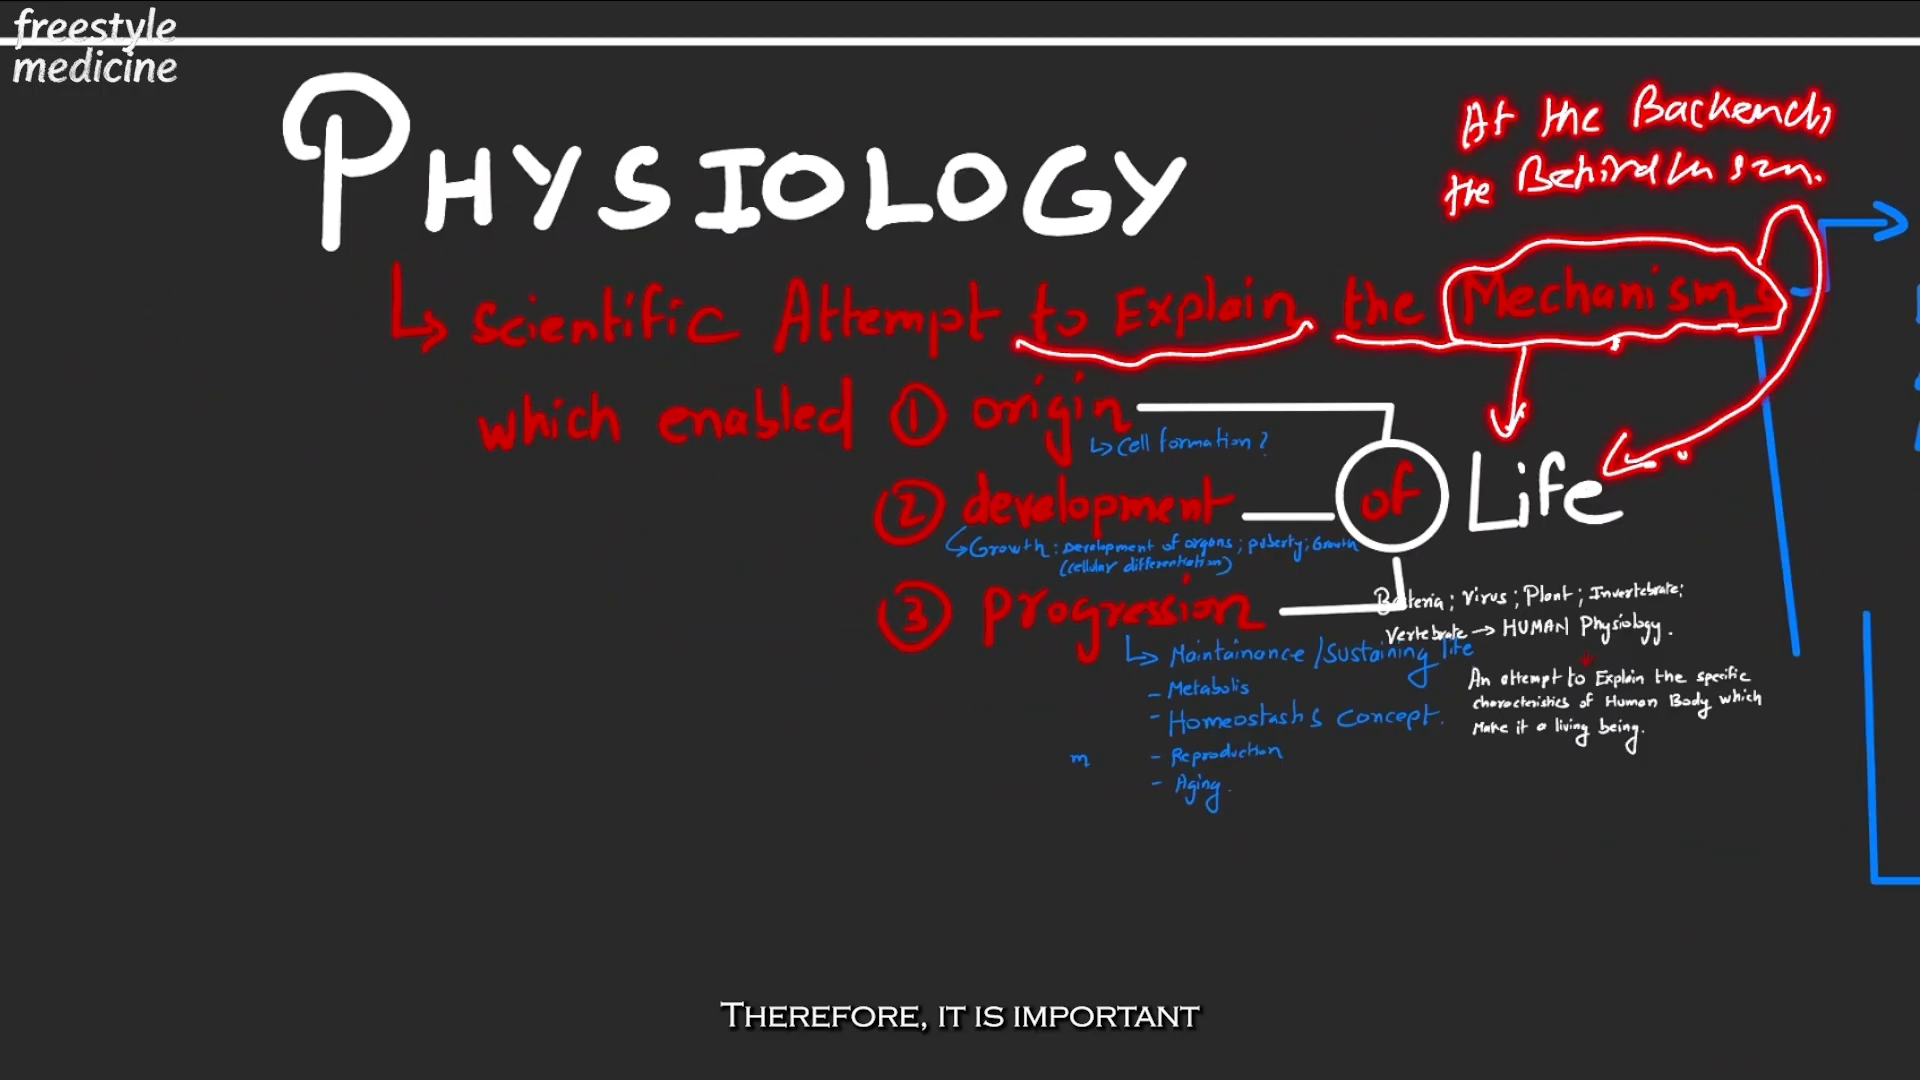 freestyle
medicine
PHYSIOLOGY
At the Backend,
the
↳ scientific Attempt to Explain the Mechanisms
which enabled ① origin
↳ Cell formation?
② development
of Life
↳ Growth: Development of organs; puberty; Growth
(cellular differentiation)
③ progression
Bacteria; Virus; Plant; Invertebrate;
Vertebrate → HUMAN Physiology.
↳ Maintainance /Sustaining life
- Metabolis
- Homeostasis Concept.
- Reproduction
- Aging.
m
An attempt to Explain the specific
characteristics of Human Body which
Make it a living being.
THEREFORE, IT IS IMPORTANT